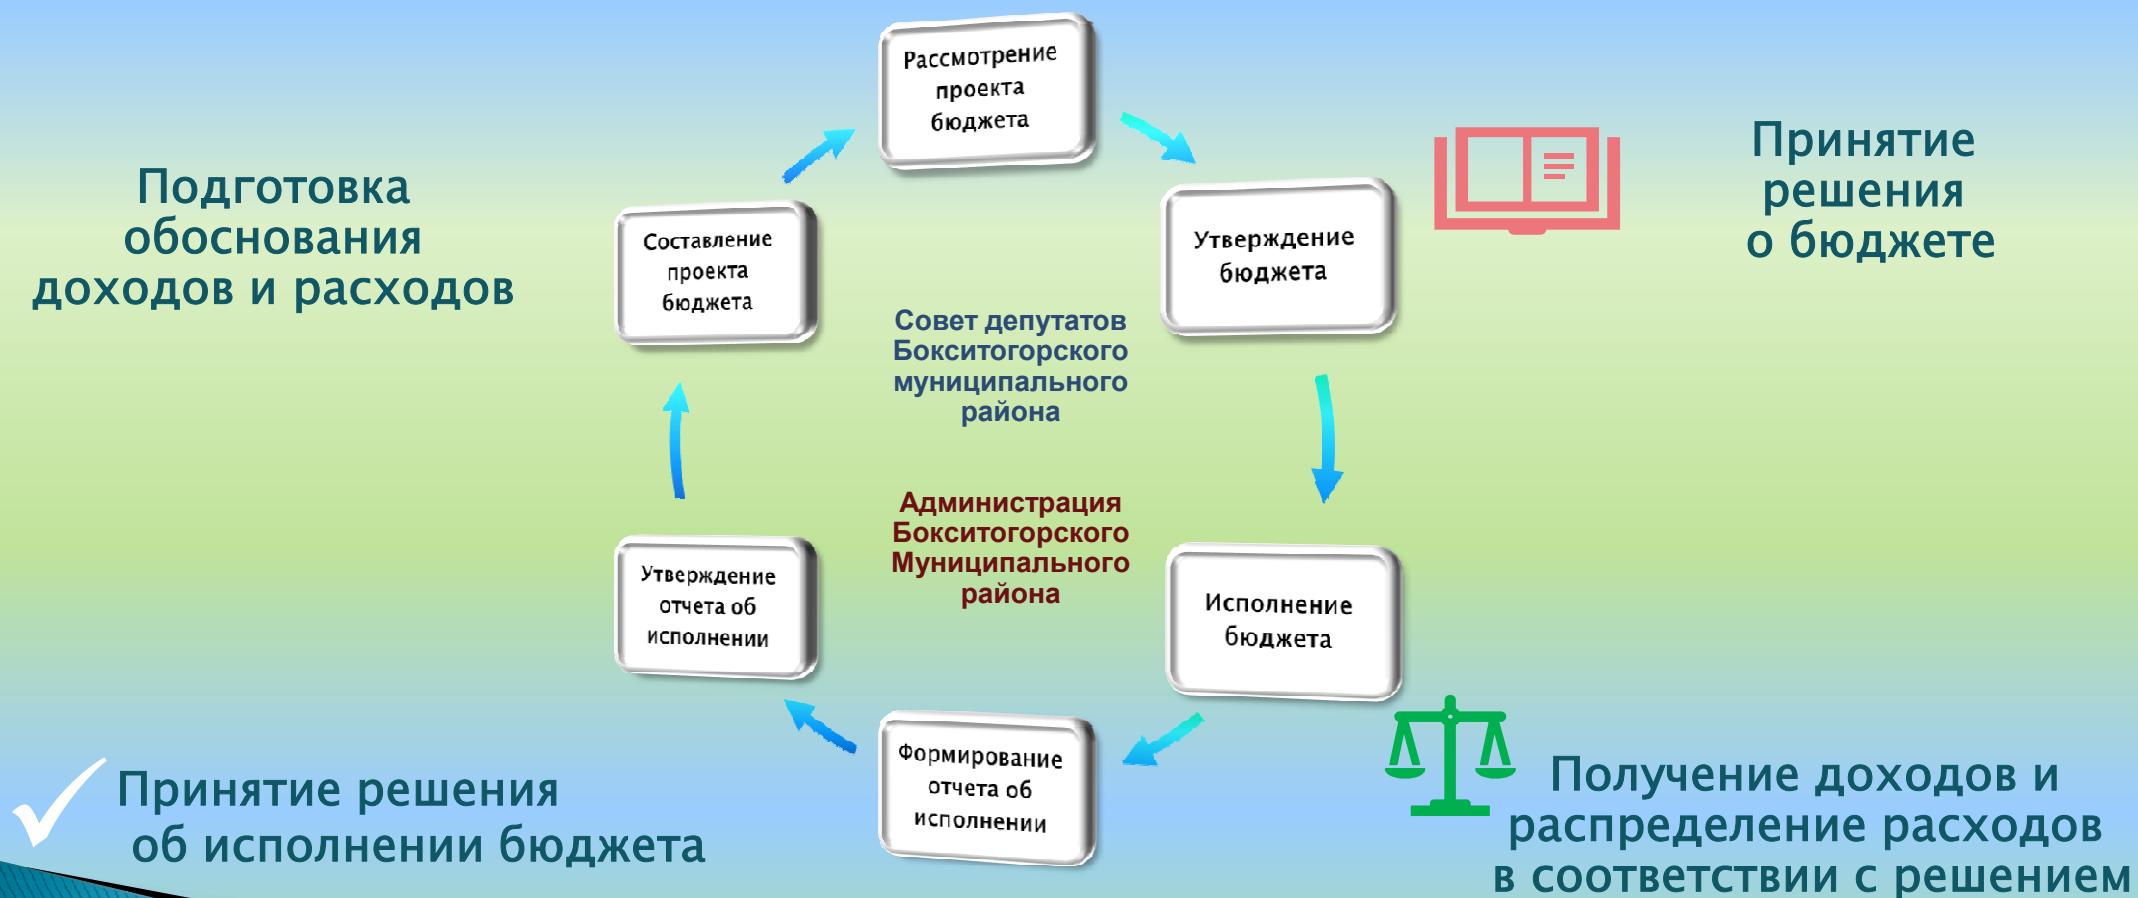 Рассмотрение
проекта
бюджета
Принятие
решения
о бюджете
Подготовка
обоснования
доходов и расходов
Составление
проекта
бюджета
Утверждение
бюджета
Совет депутатов
Бокситогорского
муниципального
района
Администрация
Бокситогорского
Муниципального
района
Утверждение
отчета об
исполнении
Исполнение
бюджета
Формирование
отчета об
исполнении
Принятие решения
об исполнении бюджета
Получение доходов и
распределение расходов
в соответствии с решением